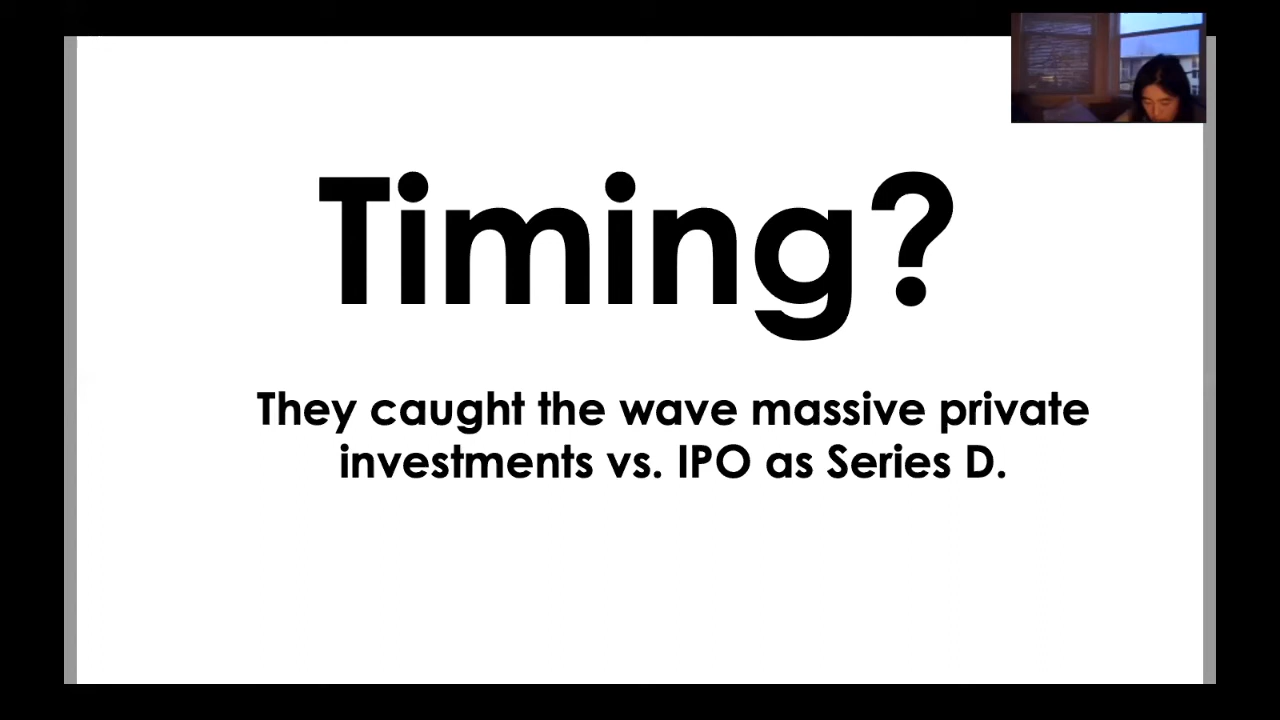 Timing?
They caught the wave massive private
investments vs. IPO as Series D.